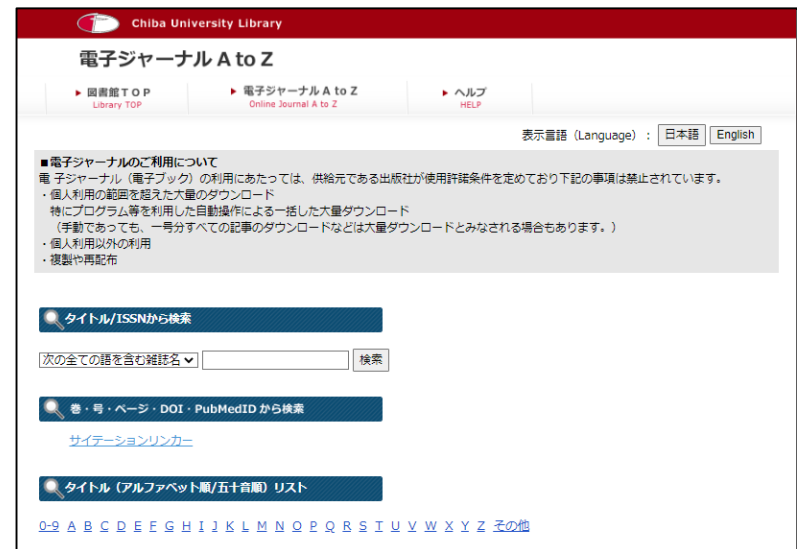 Chiba University Library
電子ジャーナル A to Z
図書館ＴＯＰ
Library TOP
電子ジャーナル A to Z
Online Journal A to Z
ヘルプ
HELP
表示言語（Language）： 日本語 English
■電子ジャーナルのご利用について
電 子ジャーナル（電子ブック）の利用にあたっては、供給元である出版社が使用許諾条件を定めており下記の事項は禁止されています。
・個人利用の範囲を超えた大量のダウンロード
特にプログラム等を利用した自動操作による一括した大量ダウンロード
（手動であっても、一号分すべての記事のダウンロードなどは大量ダウンロードとみなされる場合もあります。）
・個人利用以外の利用
・複製や再配布
タイトル/ISSNから検索
次の全ての語を含む雑誌名 検索
巻・号・ページ・DOI・PubMedID から検索
サイテーションリンカー
タイトル（アルファベット順/五十音順）リスト
0-9 A B C D E F G H I J K L M N O P Q R S T U V W X Y Z その他